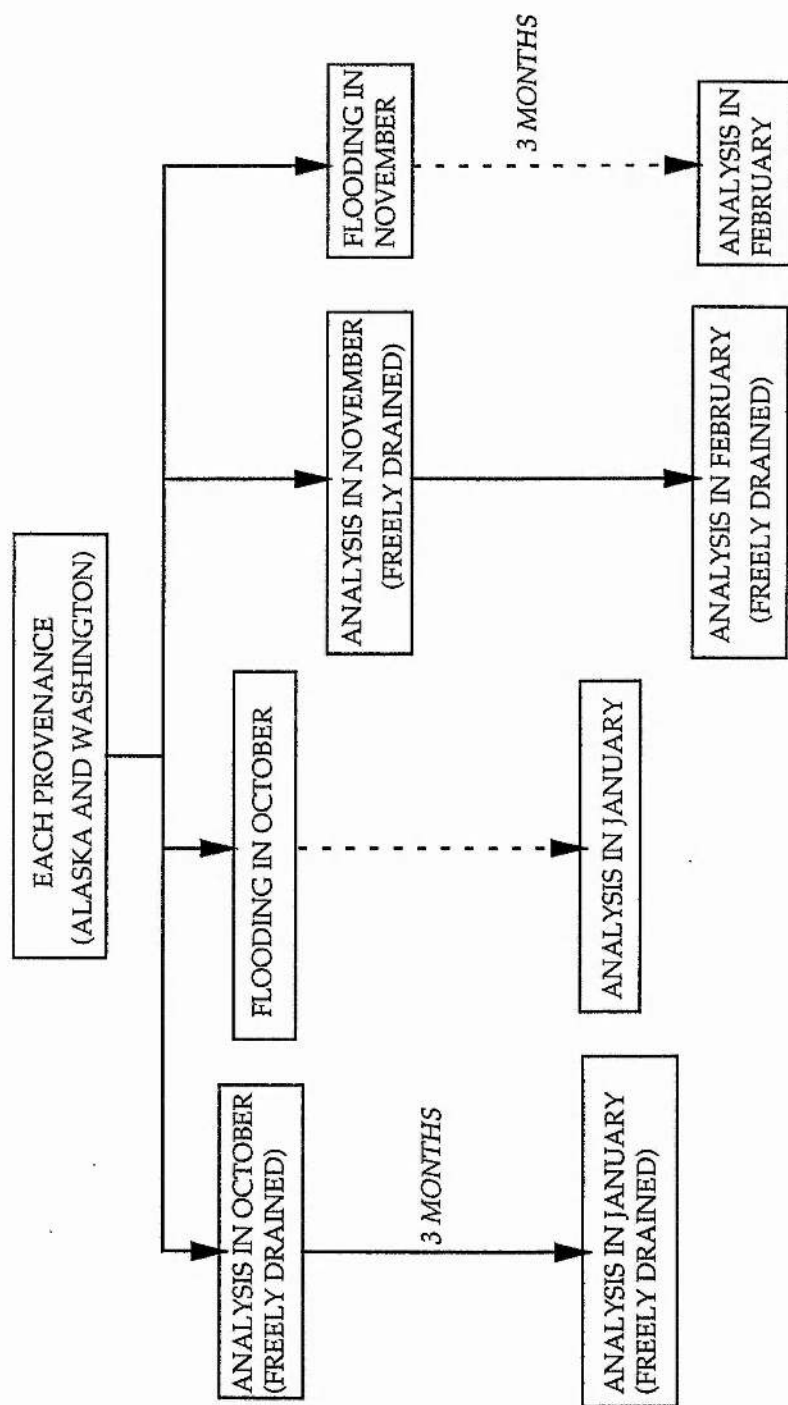 EACH PROVENANCE
(ALASKA AND WASHINGTON)
ANALYSIS IN OCTOBER
(FREELY DRAINED)
FLOODING IN OCTOBER
ANALYSIS IN NOVEMBER
(FREELY DRAINED)
FLOODING IN
NOVEMBER
3 MONTHS
3 MONTHS
ANALYSIS IN JANUARY
(FREELY DRAINED)
ANALYSIS IN JANUARY
ANALYSIS IN FEBRUARY
(FREELY DRAINED)
ANALYSIS IN
FEBRUARY